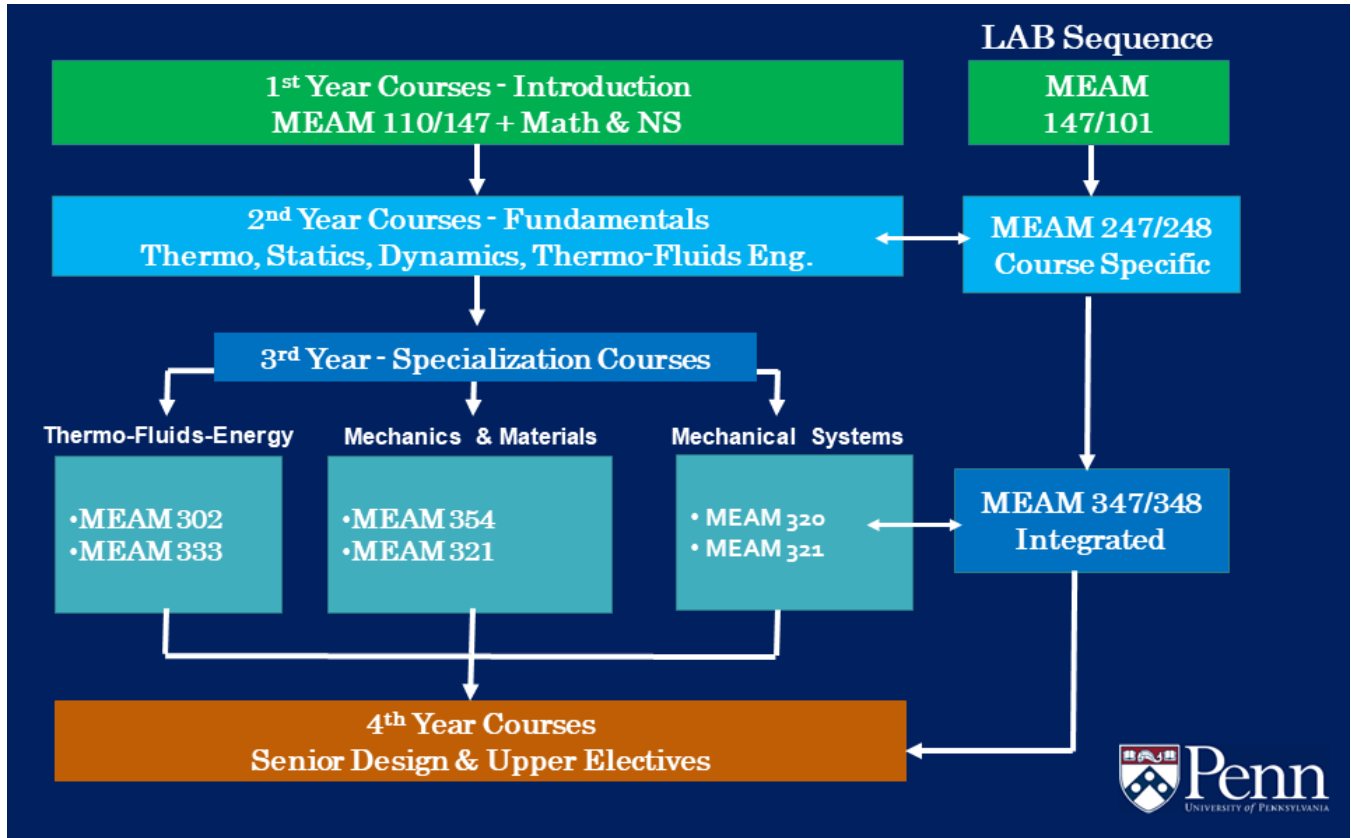 LAB Sequence
1st Year Courses - Introduction
MEAM 110/147 + Math & NS
MEAM
147/101
2nd Year Courses - Fundamentals
Thermo, Statics, Dynamics, Thermo-Fluids Eng.
MEAM 247/248
Course Specific
3rd Year - Specialization Courses
Thermo-Fluids-Energy
•MEAM 302
•MEAM 333
Mechanics & Materials
•MEAM 354
•MEAM 321
Mechanical Systems
• MEAM 320
• MEAM 321
MEAM 347/348
Integrated
4th Year Courses
Senior Design & Upper Electives
Penn
UNIVERSITY of PENNSYLVANIA